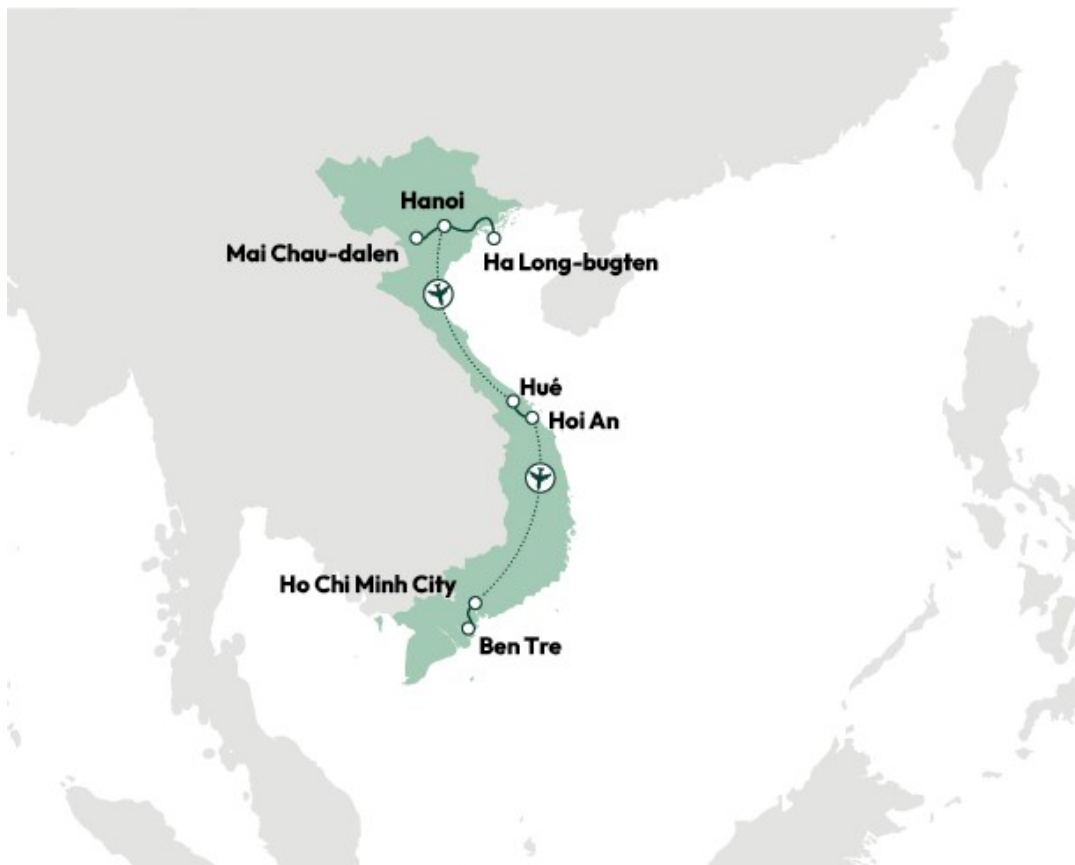 Hanoi
Mai Chau-dalen
Ha Long-bugten
Hué
Hoi An
Ho Chi Minh City
Ben Tre